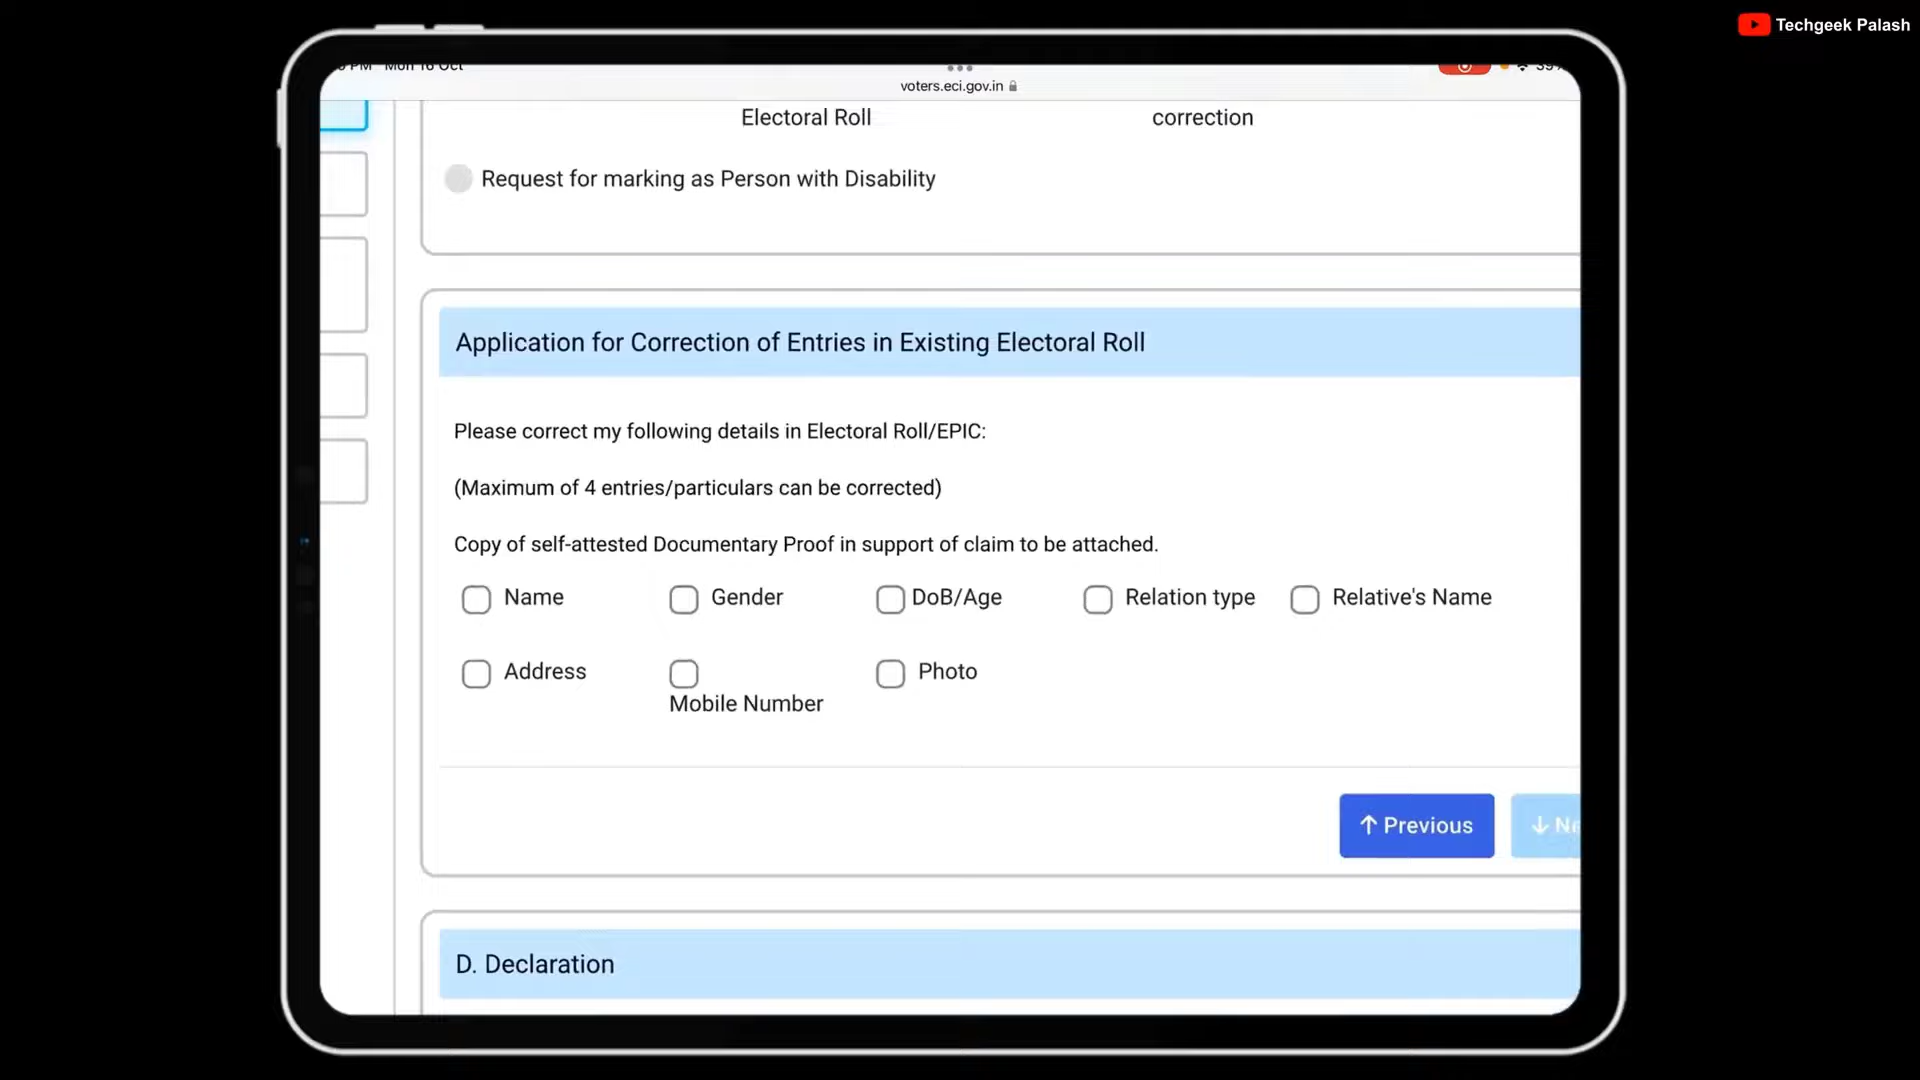 Techgeek Palash
Mon 16 Oct
voters.eci.gov.in
Electoral Roll
correction
Request for marking as Person with Disability
Application for Correction of Entries in Existing Electoral Roll
Please correct my following details in Electoral Roll/EPIC:
(Maximum of 4 entries/particulars can be corrected)
Copy of self-attested Documentary Proof in support of claim to be attached.
Name Gender DoB/Age Relation type Relative's Name
Address Mobile Number Photo
Previous
D. Declaration